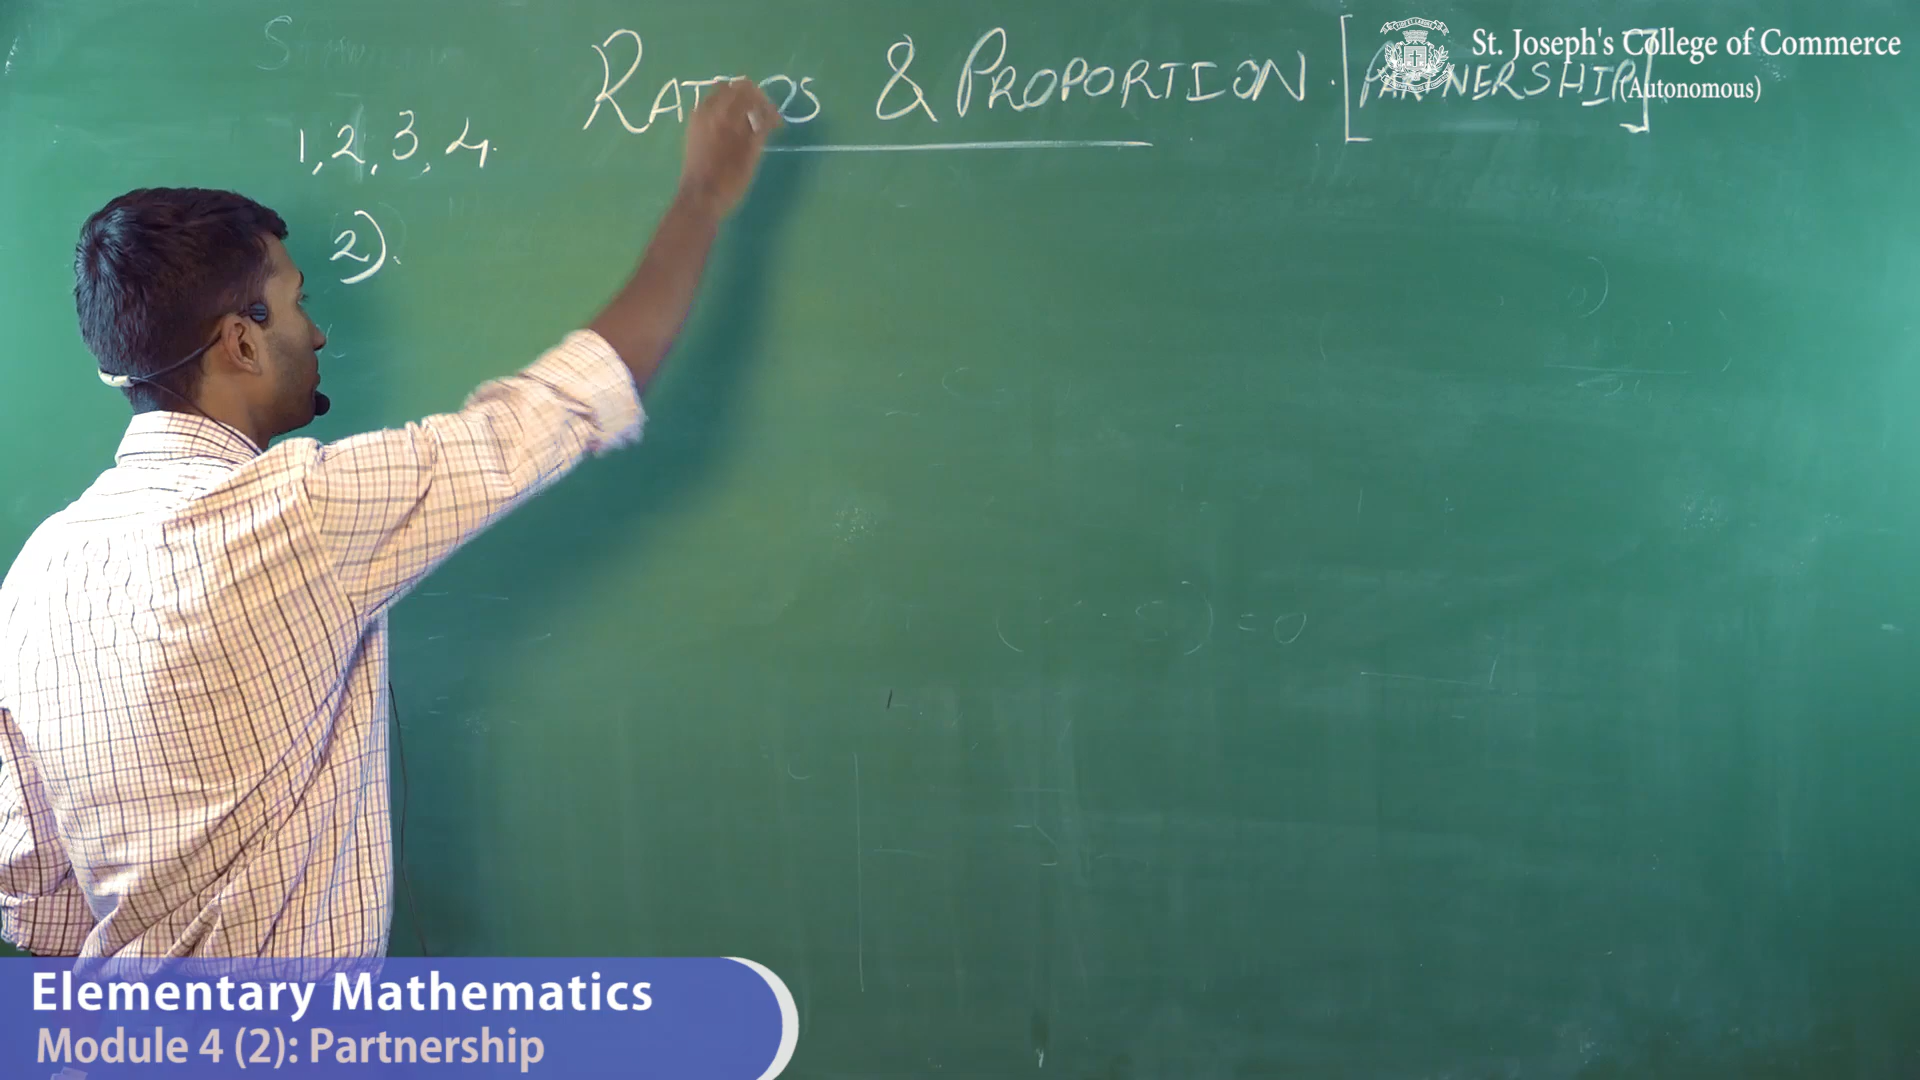 RATIOS & PROPORTION. [PARTNERSHIP]
St. Joseph's College of Commerce
(Autonomous)
1, 2, 3, 4.
2).
= 0
Elementary Mathematics
Module 4 (2): Partnership